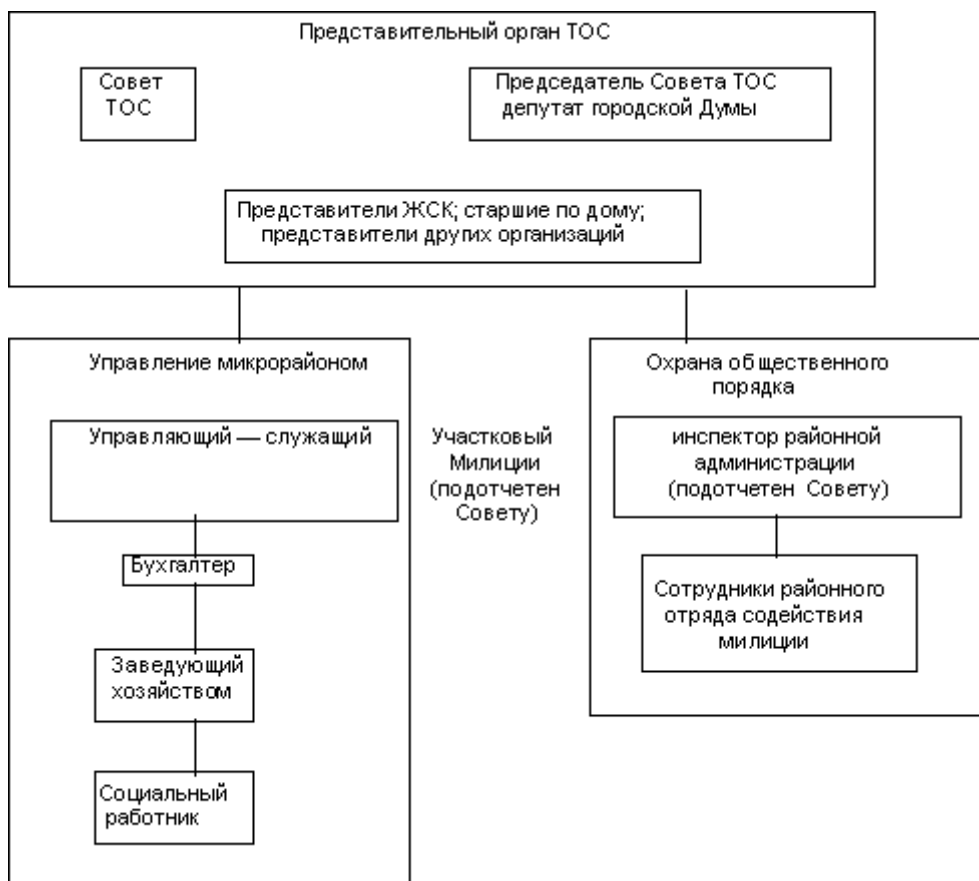 Представительный орган ТОС
Совет
ТОС
Председатель Совета ТОС
депутат городской Думы
Представители ЖСК; старшие по дому;
представители других организаций
Управление микрорайоном
Управляющий — служащий
Бухгалтер
Заведующий
хозяйством
Социальный
работник
Участковый
Милиции
(подотчетен
Совету)
Охрана общественного
порядка
инспектор районной
администрации
(подотчетен Совету)
Сотрудники районного
отряда содействия
милиции